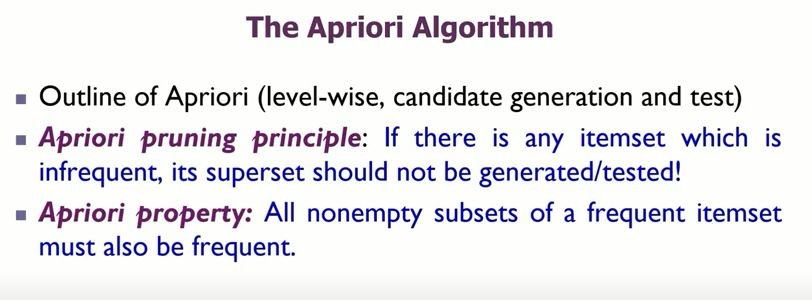 The Apriori Algorithm
Outline of Apriori (level-wise, candidate generation and test)
Apriori pruning principle: If there is any itemset which is
infrequent, its superset should not be generated/tested!
Apriori property: All nonempty subsets of a frequent itemset
must also be frequent.